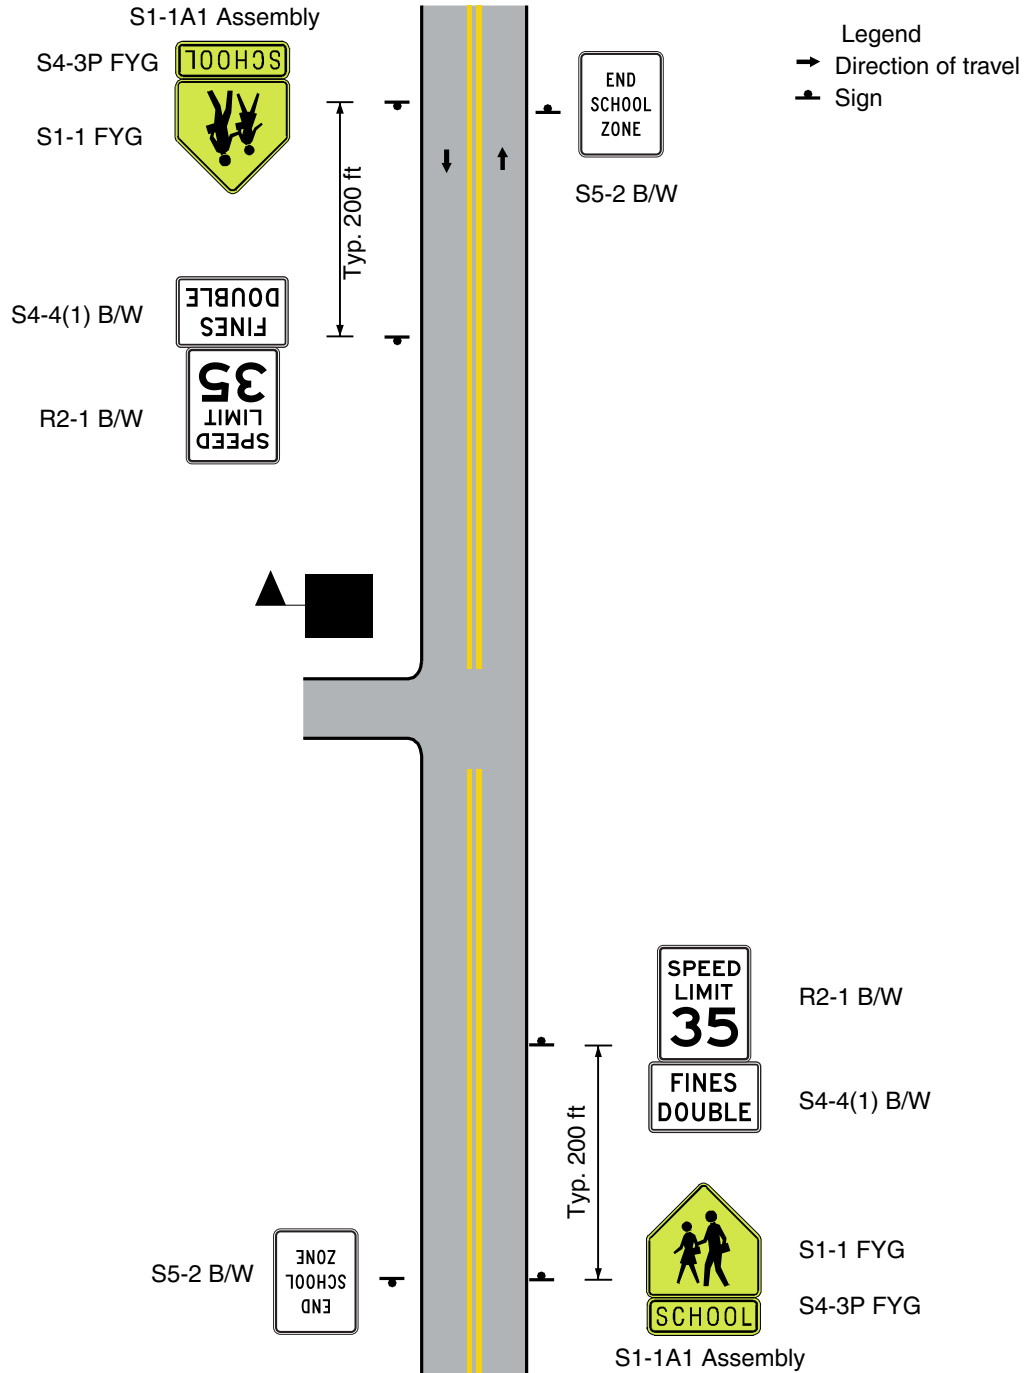 S1-1A1 Assembly
S4-3P FYG
SCHOOL
S1-1 FYG
Typ. 200 ft
S4-4(1) B/W
FINES
DOUBLE
R2-1 B/W
SPEED
LIMIT
35
END
SCHOOL
ZONE
S5-2 B/W
Legend
Direction of travel
Sign
SPEED
LIMIT
35
R2-1 B/W
FINES
DOUBLE
S4-4(1) B/W
Typ. 200 ft
S1-1 FYG
SCHOOL
S4-3P FYG
S1-1A1 Assembly
S5-2 B/W
END
SCHOOL
ZONE